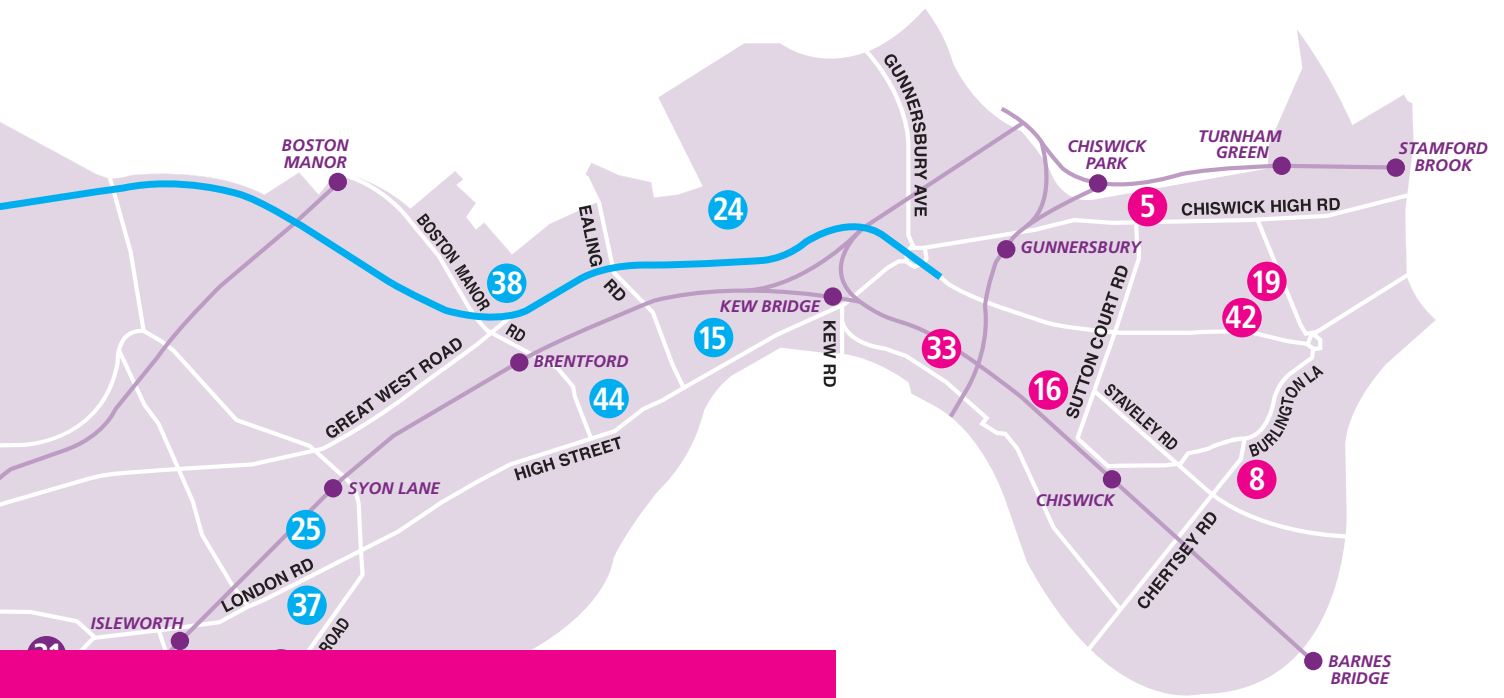 BOSTON
MANOR
GUNNERSBURY AVE
CHISWICK
PARK
TURNHAM
GREEN
STAMFORD
BROOK
24
5
CHISWICK HIGH RD
EALING RD
BOSTON MANOR RD
38
GUNNERSBURY
KEW BRIDGE
19
42
15
KEW RD
33
SUTTON COURT RD
BRENTFORD
GREAT WEST ROAD
44
16
STAVELEY RD
BURLINGTON LA
HIGH STREET
8
SYON LANE
CHISWICK
25
CHERTSEY RD
LONDON RD
37
ISLEWORTH
ROAD
BARNES
BRIDGE